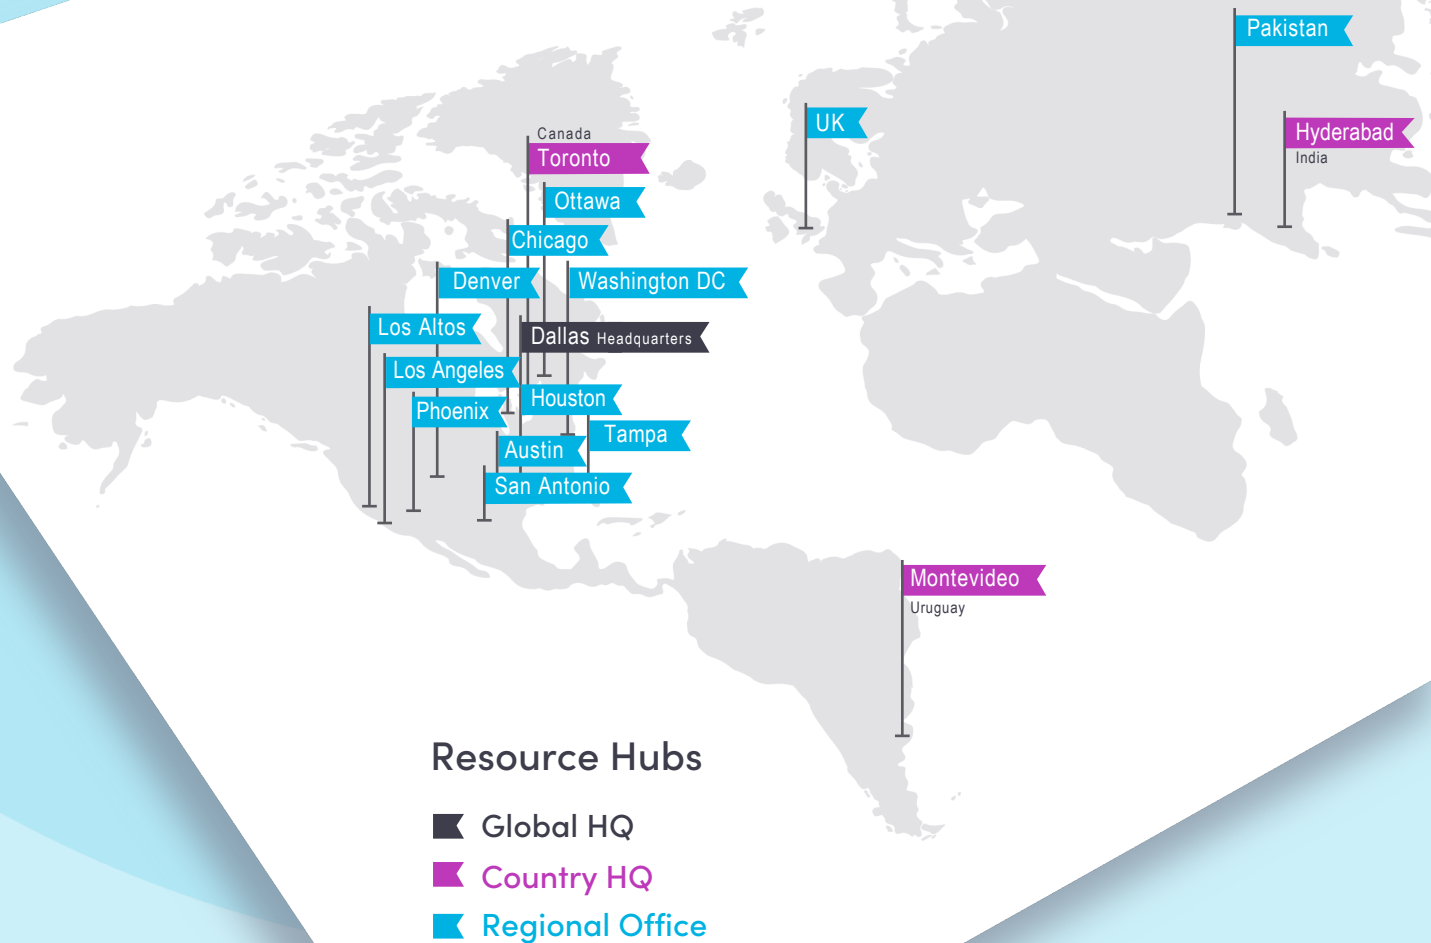 Pakistan
UK
Hyderabad
India
Canada
Toronto
Ottawa
Chicago
Denver
Washington DC
Los Altos
Dallas Headquarters
Los Angeles
Houston
Phoenix
Tampa
Austin
San Antonio
Montevideo
Uruguay
Resource Hubs
Global HQ
Country HQ
Regional Office